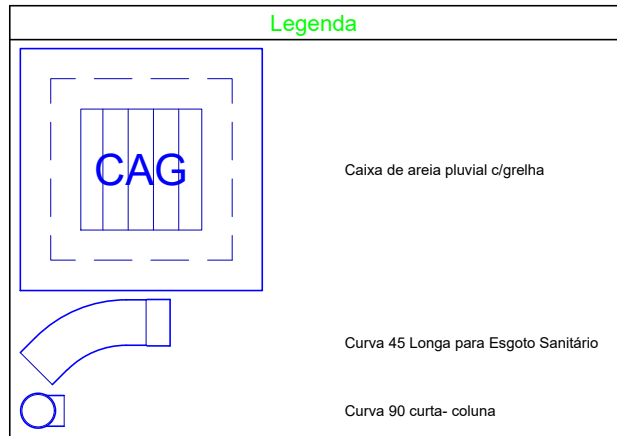 Legenda
CAG
Caixa de areia pluvial c/grelha
Curva 45 Longa para Esgoto Sanitário
Curva 90 curta- coluna